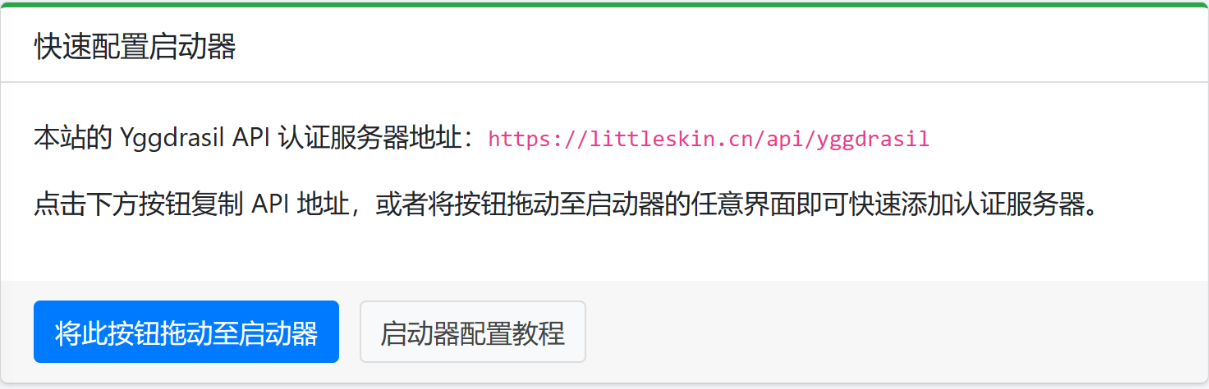 快速配置启动器
本站的 Yggdrasil API 认证服务器地址：https://littleskin.cn/api/yggdrasil
点击下方按钮复制 API 地址，或者将按钮拖动至启动器的任意界面即可快速添加认证服务器。
将此按钮拖动至启动器 启动器配置教程